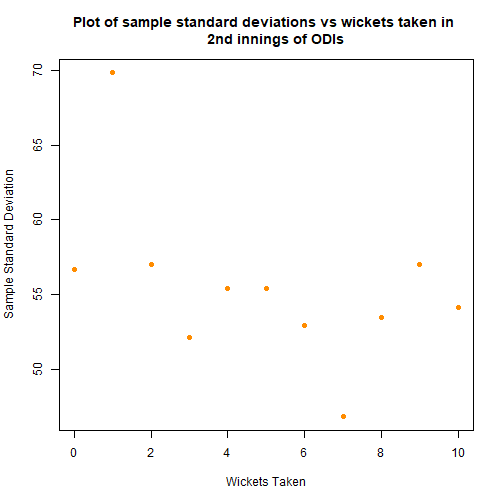 Plot of sample standard deviations vs wickets taken in
2nd innings of ODIs
Sample Standard Deviation
70
65
60
55
50
0 2 4 6 8 10
Wickets Taken